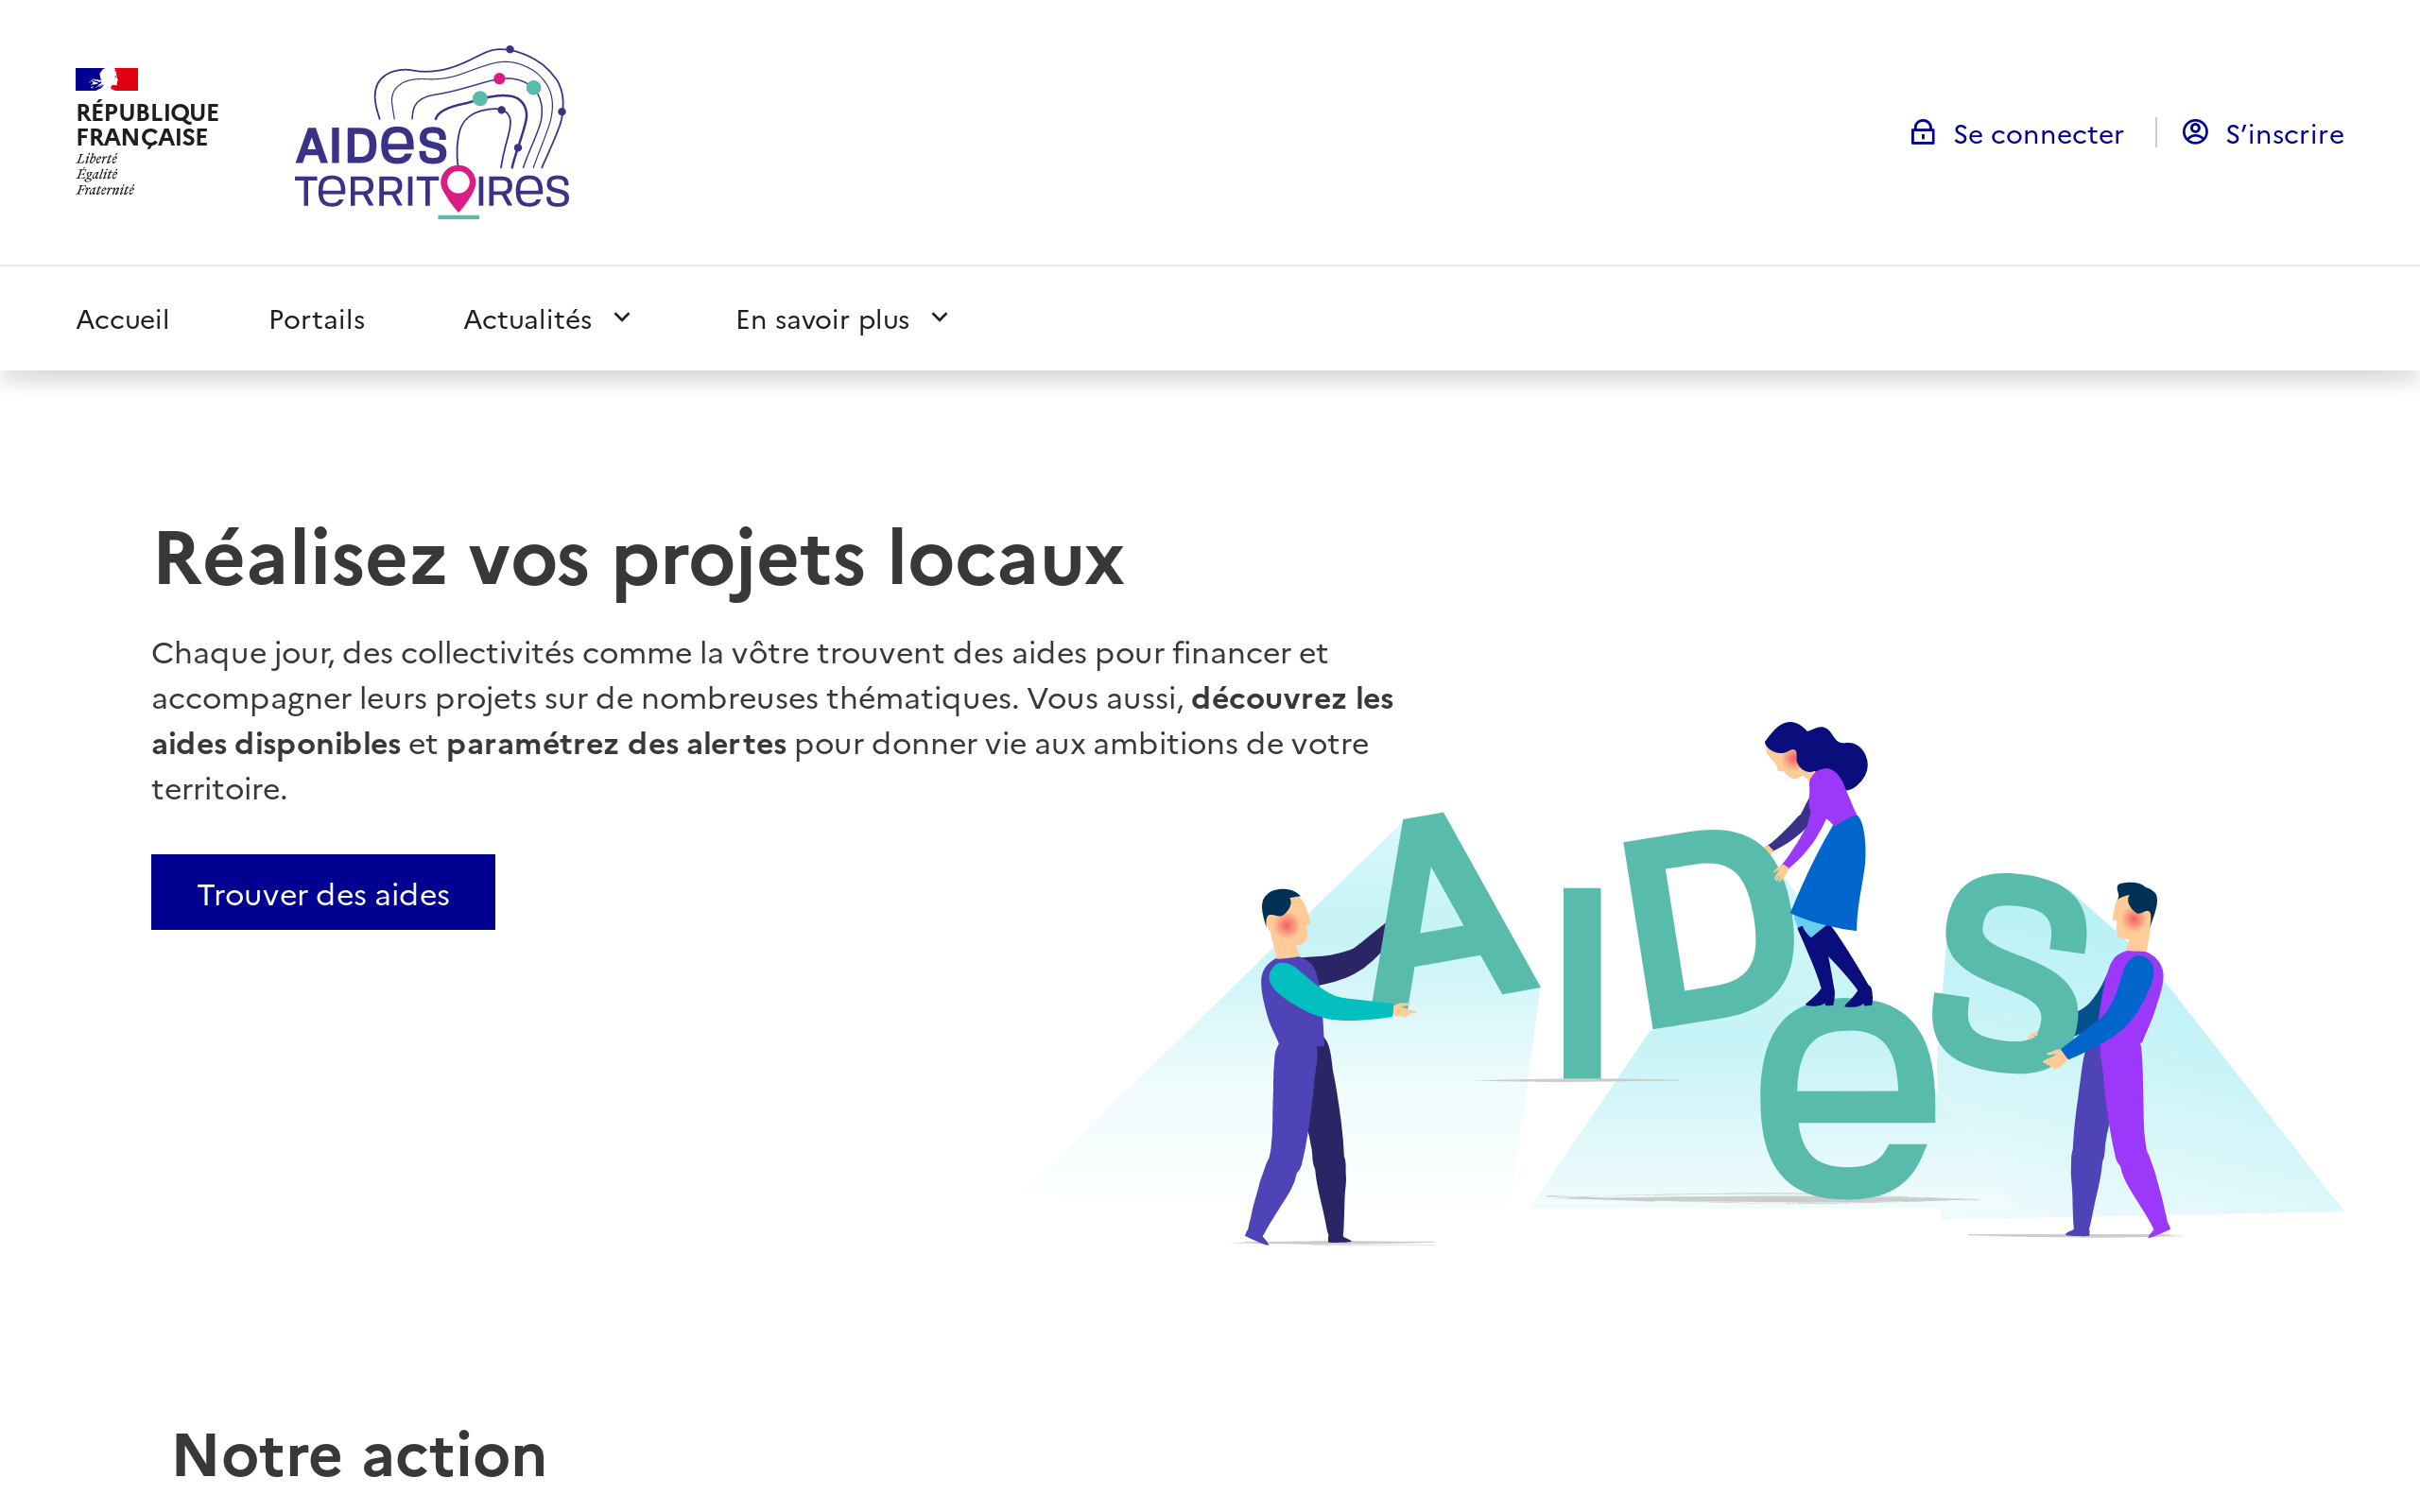 RÉPUBLIQUE
FRANÇAISE
Liberté
Égalité
Fraternité
AIDes
TeRRITOIReS
Se connecter
S’inscrire
Accueil
Portails
Actualités
En savoir plus
Réalisez vos projets locaux
Chaque jour, des collectivités comme la vôtre trouvent des aides pour financer et
accompagner leurs projets sur de nombreuses thématiques. Vous aussi, découvrez les
aides disponibles et paramétrez des alertes pour donner vie aux ambitions de votre
territoire.
Trouver des aides
AIDeS
Notre action